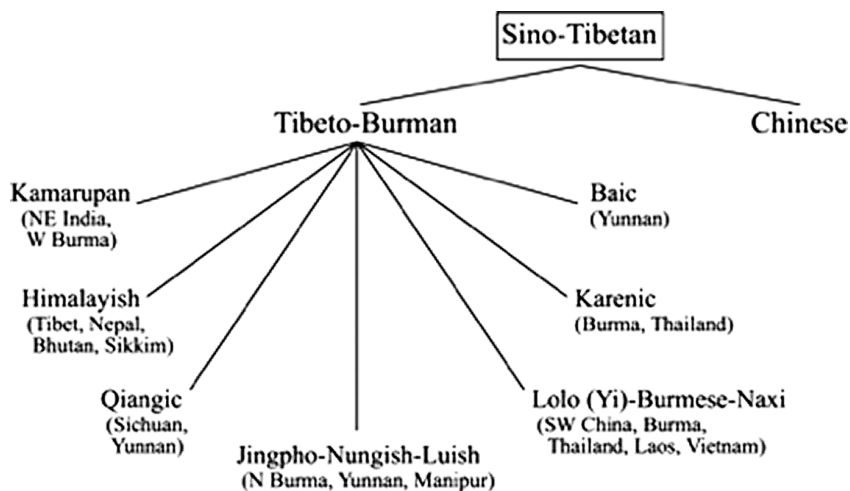 Sino-Tibetan
Tibeto-Burman
Chinese
Kamarupan
(NE India,
W Burma)
Baic
(Yunnan)
Himalayish
(Tibet, Nepal,
Bhutan, Sikkim)
Karenic
(Burma, Thailand)
Qiangic
(Sichuan,
Yunnan)
Lolo (Yi)-Burmese-Naxi
(SW China, Burma,
Thailand, Laos, Vietnam)
Jingpho-Nungish-Luish
(N Burma, Yunnan, Manipur)